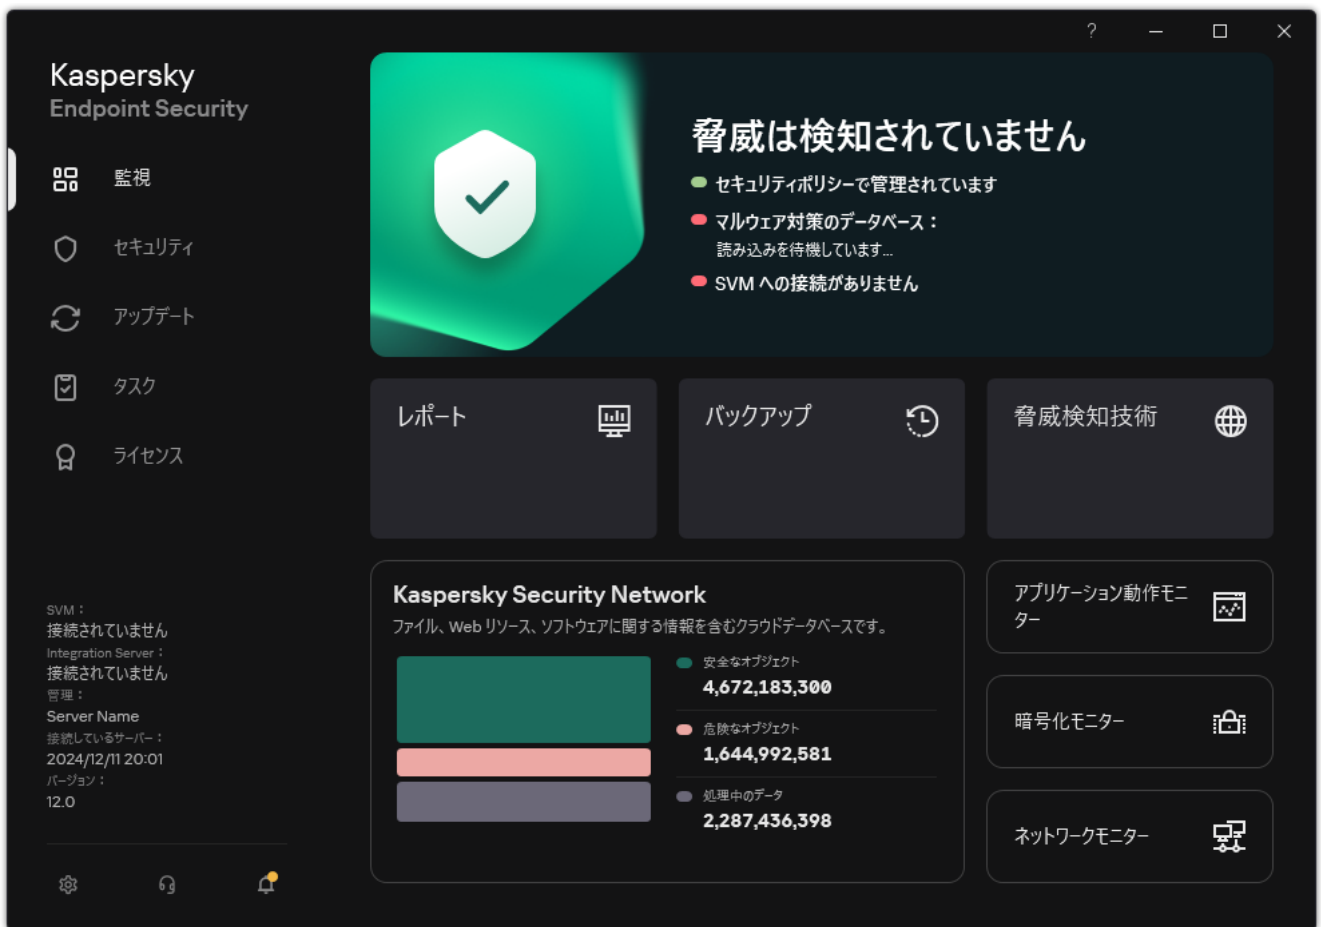 Kaspersky
Endpoint Security
監視
セキュリティ
アップデート
タスク
ライセンス
SVM：
接続されていません
Integration Server：
接続されていません
管理：
Server Name
接続しているサーバー：
2024/12/11 20:01
バージョン：
12.0
?
脅威は検知されていません
セキュリティポリシーで管理されています
マルウェア対策のデータベース：
読み込みを待機しています...
SVM への接続がありません
レポート
バックアップ
脅威検知技術
Kaspersky Security Network
ファイル、Web リソース、ソフトウェアに関する情報を含むクラウドデータベースです。
安全なオブジェクト
4,672,183,300
危険なオブジェクト
1,644,992,581
処理中のデータ
2,287,436,398
アプリケーション動作モニ
ター
暗号化モニター
ネットワークモニター